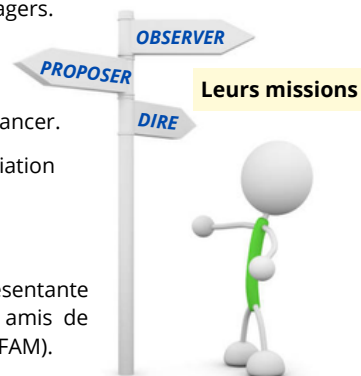 agers.
OBSERVER
PROPOSER
Leurs missions
ancer.
DIRE
iation
ésentante
amis de
FAM).